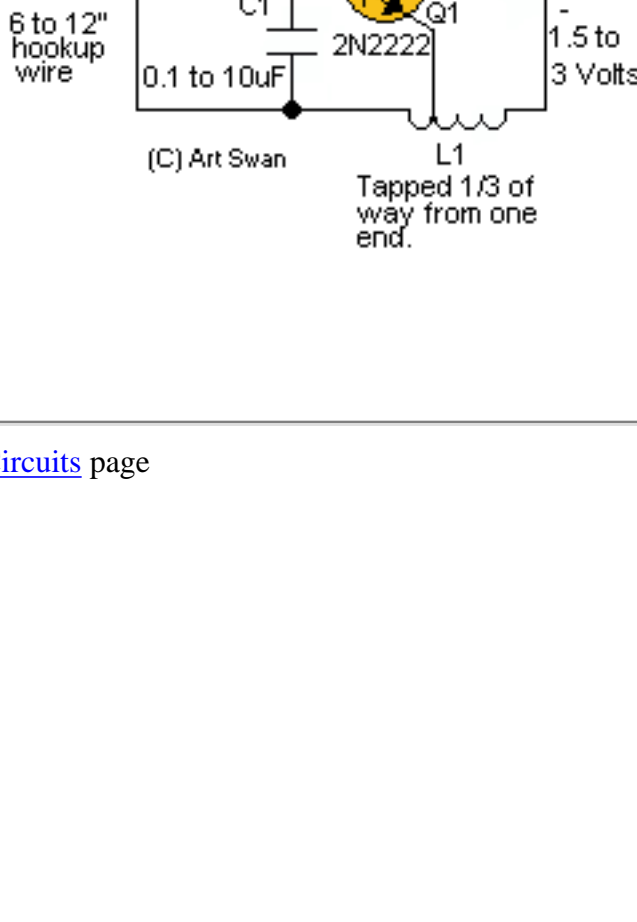 C1
Q1
6 to 12"
hookup
wire
2N2222
-
1.5 to
3 Volts
0.1 to 10uF
(C) Art Swan
L1
Tapped 1/3 of
way from one
end.
ircuits page